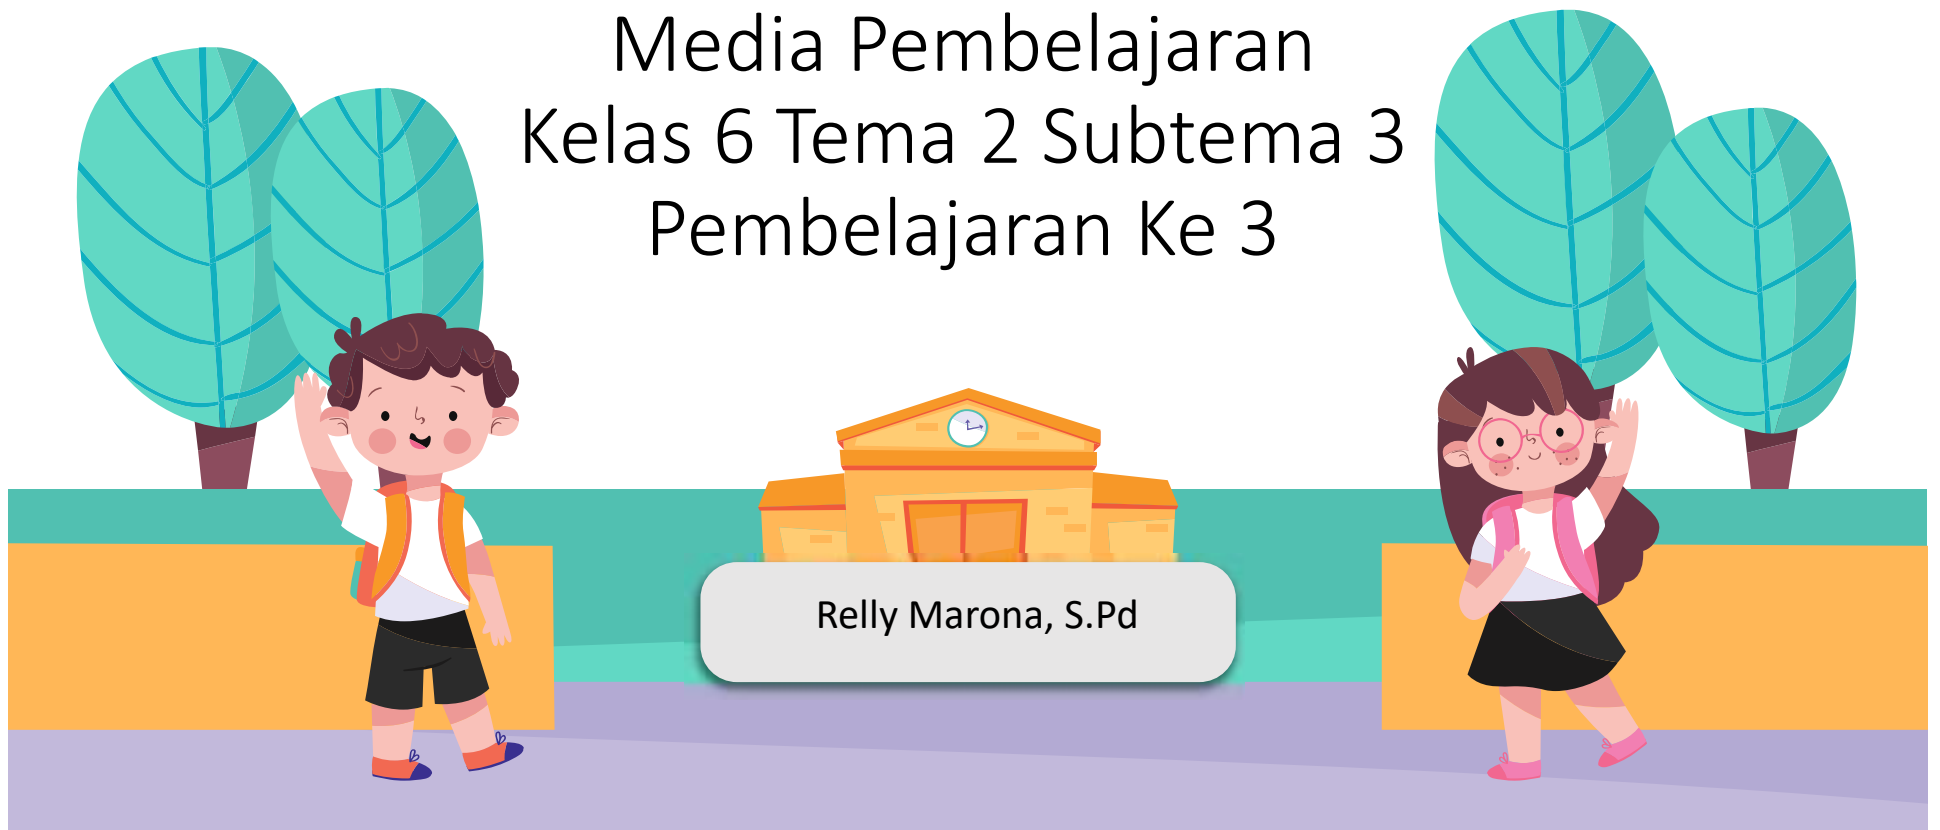 Media Pembelajaran
Kelas 6 Tema 2 Subtema 3
Pembelajaran Ke 3
Relly Marona, S.Pd